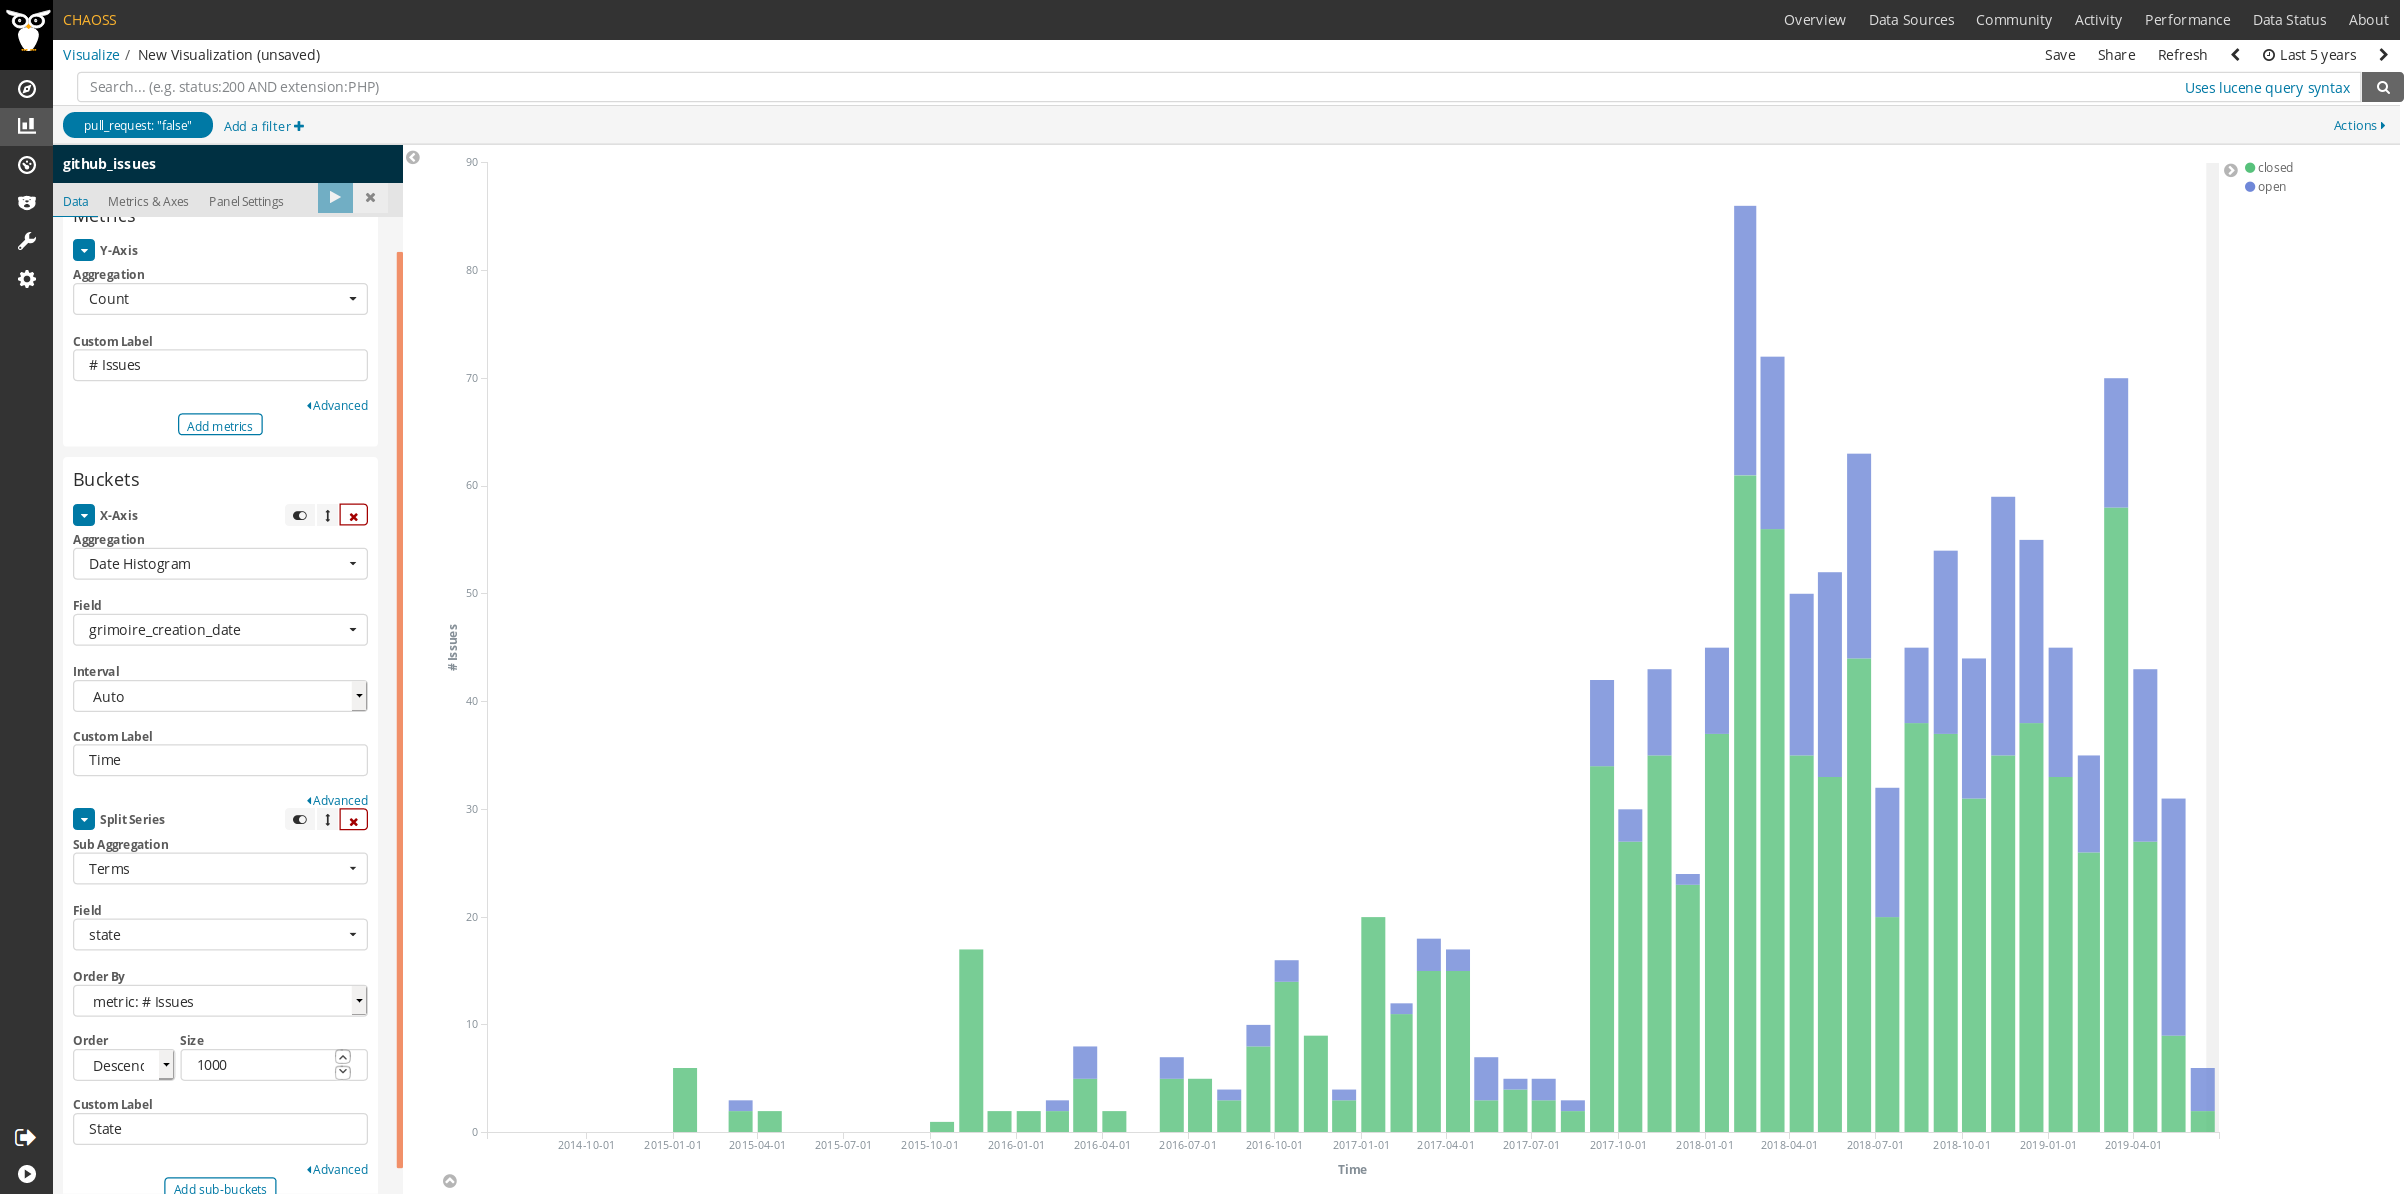 CHAOSS
Overview Data Sources Community Activity Performance Data Status About
Visualize / New Visualization (unsaved)
Save Share Refresh Last 5 years
Search... (e.g. status:200 AND extension:PHP)
Uses lucene query syntax
pull_request: "false" Add a filter
Actions
github_issues
Data Metrics & Axes Panel Settings
Metrics
Y-Axis
Aggregation
Count
Custom Label
# Issues
Advanced
Add metrics
Buckets
X-Axis
Aggregation
Date Histogram
Field
grimoire_creation_date
Interval
Auto
Custom Label
Time
Advanced
Split Series
Sub Aggregation
Terms
Field
state
Order By
metric: # Issues
Order Size
Descenc 1000
Custom Label
State
Advanced
Add sub-buckets
90
80
70
60
50
40
30
20
10
0
# Issues
2014-10-01 2015-01-01 2015-04-01 2015-07-01 2015-10-01 2016-01-01 2016-04-01 2016-07-01 2016-10-01 2017-01-01 2017-04-01 2017-07-01 2017-10-01 2018-01-01 2018-04-01 2018-07-01 2018-10-01 2019-01-01 2019-04-01
Time
closed
open